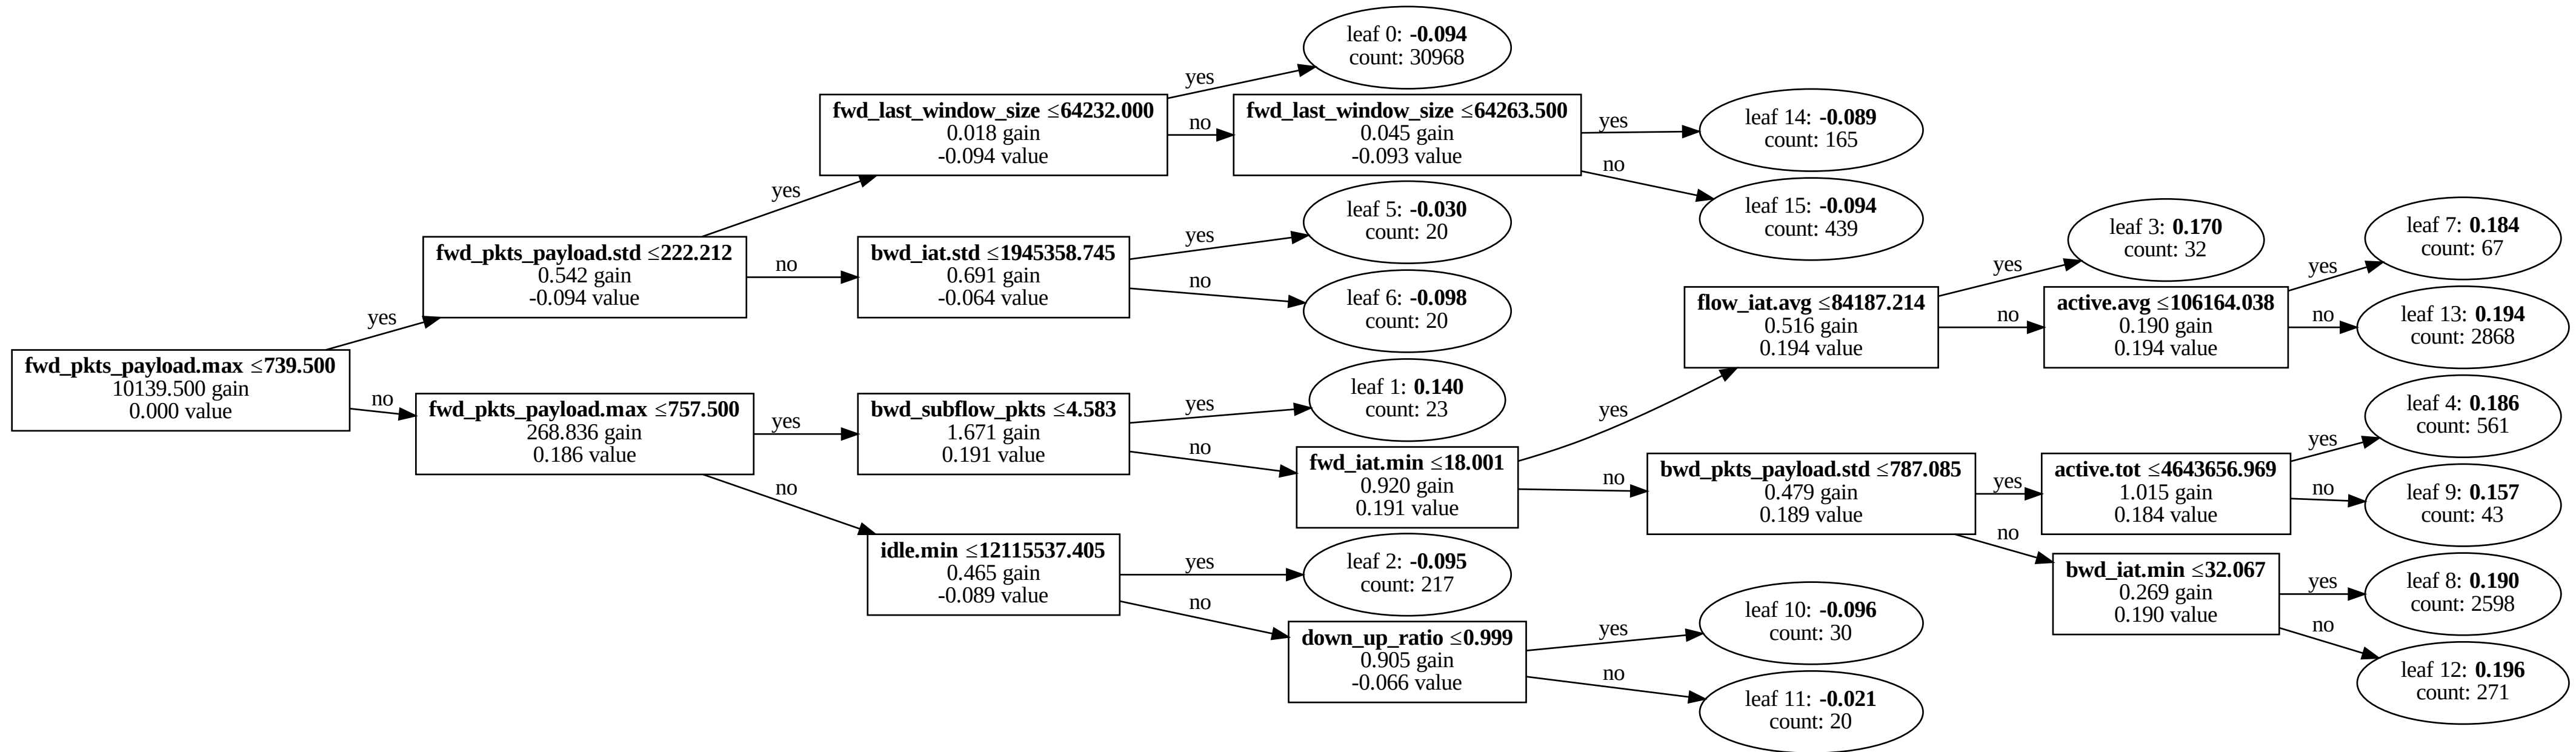 fwd_pkts_payload.max ≤739.500
10139.500 gain
0.000 value
yes
no
fwd_pkts_payload.std ≤222.212
0.542 gain
-0.094 value
yes
no
fwd_pkts_payload.max ≤757.500
268.836 gain
0.186 value
yes
no
fwd_last_window_size ≤64232.000
0.018 gain
-0.094 value
yes
no
bwd_iat.std ≤1945358.745
0.691 gain
-0.064 value
yes
no
bwd_subflow_pkts ≤4.583
1.671 gain
0.191 value
yes
no
idle.min ≤12115537.405
0.465 gain
-0.089 value
yes
no
leaf 0: -0.094
count: 30968
fwd_last_window_size ≤64263.500
0.045 gain
-0.093 value
yes
no
leaf 5: -0.030
count: 20
leaf 6: -0.098
count: 20
leaf 1: 0.140
count: 23
fwd_iat.min ≤18.001
0.920 gain
0.191 value
yes
no
leaf 2: -0.095
count: 217
down_up_ratio ≤0.999
0.905 gain
-0.066 value
yes
no
leaf 14: -0.089
count: 165
leaf 15: -0.094
count: 439
flow_iat.avg ≤84187.214
0.516 gain
0.194 value
yes
no
bwd_pkts_payload.std ≤787.085
0.479 gain
0.189 value
yes
no
leaf 10: -0.096
count: 30
leaf 11: -0.021
count: 20
leaf 3: 0.170
count: 32
active.avg ≤106164.038
0.190 gain
0.194 value
yes
no
active.tot ≤4643656.969
1.015 gain
0.184 value
yes
no
bwd_iat.min ≤32.067
0.269 gain
0.190 value
yes
no
leaf 7: 0.184
count: 67
leaf 13: 0.194
count: 2868
leaf 4: 0.186
count: 561
leaf 9: 0.157
count: 43
leaf 8: 0.190
count: 2598
leaf 12: 0.196
count: 271